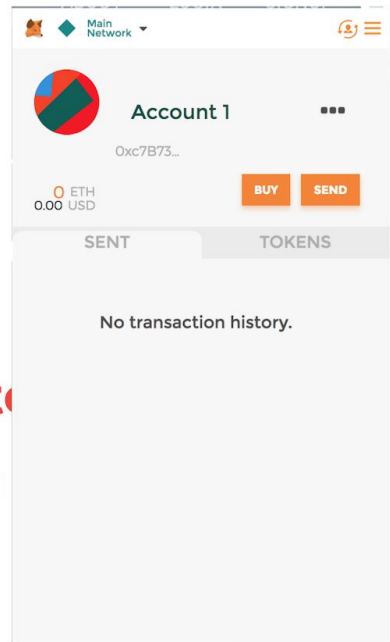 Main
Network
Account 1
0xc7B73...
0 ETH
0.00 USD
BUY
SEND
SENT
TOKENS
No transaction history.